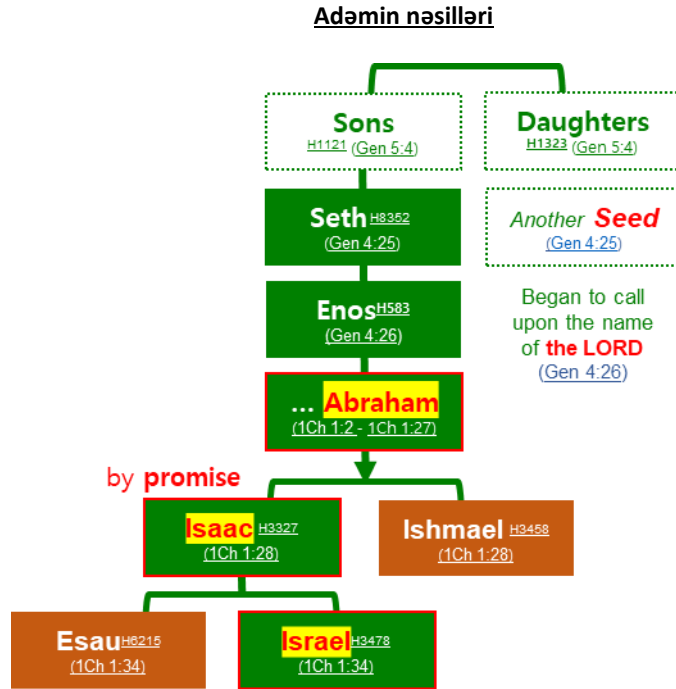 Adəmin nəsilləri
Sons
H1121 (Gen 5:4)
Daughters
H1323 (Gen 5:4)
Seth H8352
(Gen 4:25)
Another Seed
(Gen 4:25)
Enos H583
(Gen 4:26)
Began to call
upon the name
of the LORD
(Gen 4:26)
... Abraham
(1Ch 1:2 - 1Ch 1:27)
by promise
Isaac H3327
(1Ch 1:28)
Ishmael H3458
(1Ch 1:28)
Esau H6215
(1Ch 1:34)
Israel H3478
(1Ch 1:34)